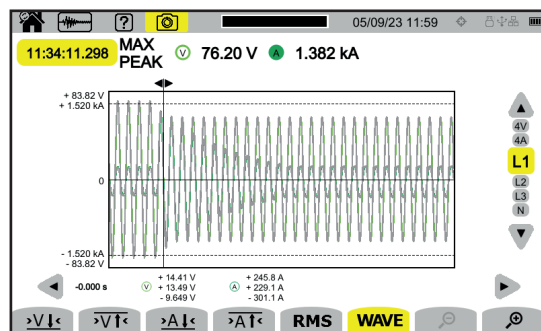 ? 05/09/23 11:59
11:34:11.298 MAX PEAK V 76.20 V A 1.382 kA
+ 83.82 V
+ 1.520 kA
0
- 1.520 kA
- 83.82 V
4V
4A
L1
L2
L3
N
-0.000 s
V + 14.41 V
+ 13.49 V
- 9.649 V
A + 245.8 A
+ 229.1 A
- 301.1 A
>V↓< >V↑< >A↓< >A↑< RMS WAVE